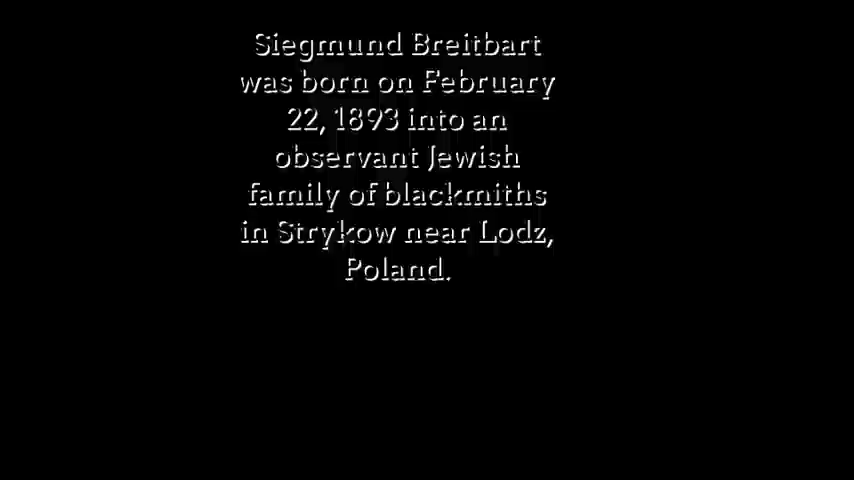 Siegmund Breitbart
was born on February
22, 1893 into an
observant Jewish
family of blackmiths
in Strykow near Lodz,
Poland.